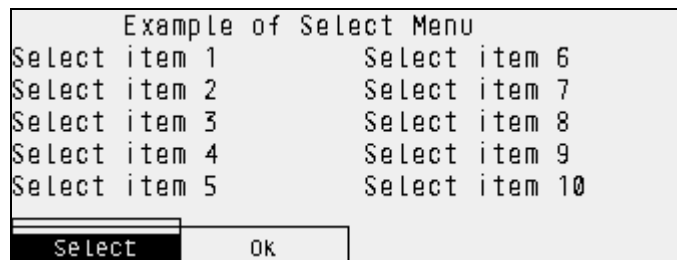 Example of Select Menu
Select item 1 Select item 6
Select item 2 Select item 7
Select item 3 Select item 8
Select item 4 Select item 9
Select item 5 Select item 10
Select Ok